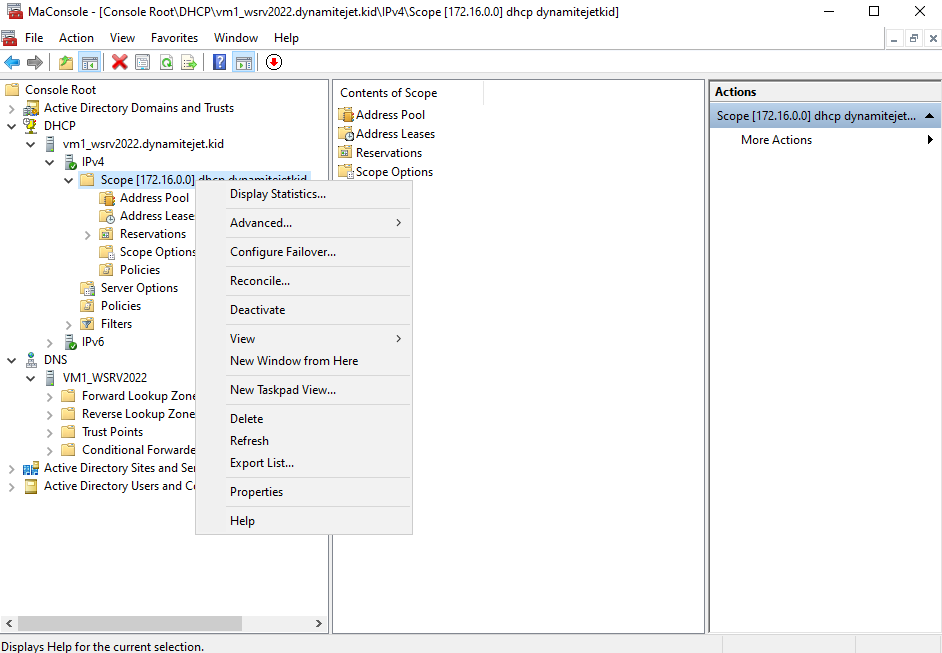 MaConsole - [Console Root\DHCP\vm1_wsrv2022.dynamitejet.kid\IPv4\Scope [172.16.0.0] dhcp dynamitejetkid]
File Action View Favorites Window Help
Console Root
Active Directory Domains and Trusts
DHCP
vm1_wsrv2022.dynamitejet.kid
IPv4
Scope [172.16.0.0] dhcp dynamitejetkid
Address Pool
Address Lease
Reservations
Scope Options
Policies
Server Options
Policies
Filters
IPv6
DNS
VM1_WSRV2022
Forward Lookup Zone
Reverse Lookup Zone
Trust Points
Conditional Forwarde
Active Directory Sites and Se
Active Directory Users and C
Display Statistics...
Advanced...
Configure Failover...
Reconcile...
Deactivate
View
New Window from Here
New Taskpad View...
Delete
Refresh
Export List...
Properties
Help
Contents of Scope
Address Pool
Address Leases
Reservations
Scope Options
Actions
Scope [172.16.0.0] dhcp dynamitejet...
More Actions
Displays Help for the current selection.